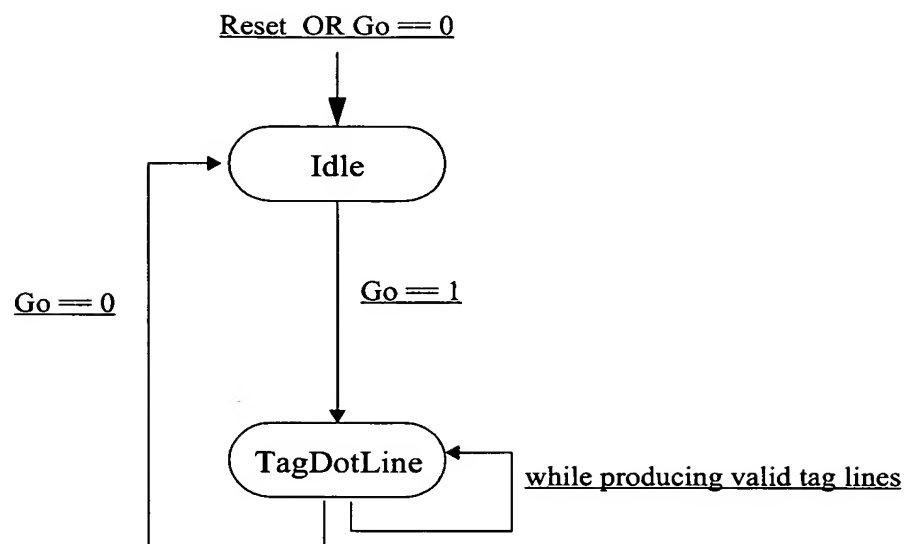 Reset OR Go == 0
Idle
Go == 0
Go == 1
TagDotLine
while producing valid tag lines